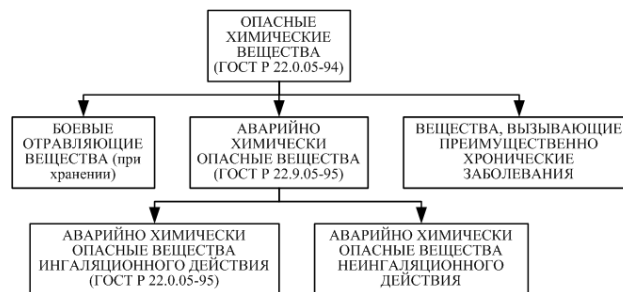 ОПАСНЫЕ
ХИМИЧЕСКИЕ
ВЕЩЕСТВА
(ГОСТ Р 22.0.05-94)
БОЕВЫЕ
ОТРАВЛЯЮЩИЕ
ВЕЩЕСТВА (при
хранении)
АВАРИЙНО
ХИМИЧЕСКИ
ОПАСНЫЕ ВЕЩЕСТВА
(ГОСТ Р 22.9.05-95)
ВЕЩЕСТВА, ВЫЗЫВАЮЩИЕ
ПРЕИМУЩЕСТВЕННО
ХРОНИЧЕСКИЕ
ЗАБОЛЕВАНИЯ
АВАРИЙНО ХИМИЧЕСКИ
ОПАСНЫЕ ВЕЩЕСТВА
ИНГАЛЯЦИОННОГО ДЕЙСТВИЯ
(ГОСТ Р 22.0.05-95)
АВАРИЙНО ХИМИЧЕСКИ
ОПАСНЫЕ ВЕЩЕСТВА
НЕИНГАЛЯЦИОННОГО
ДЕЙСТВИЯ